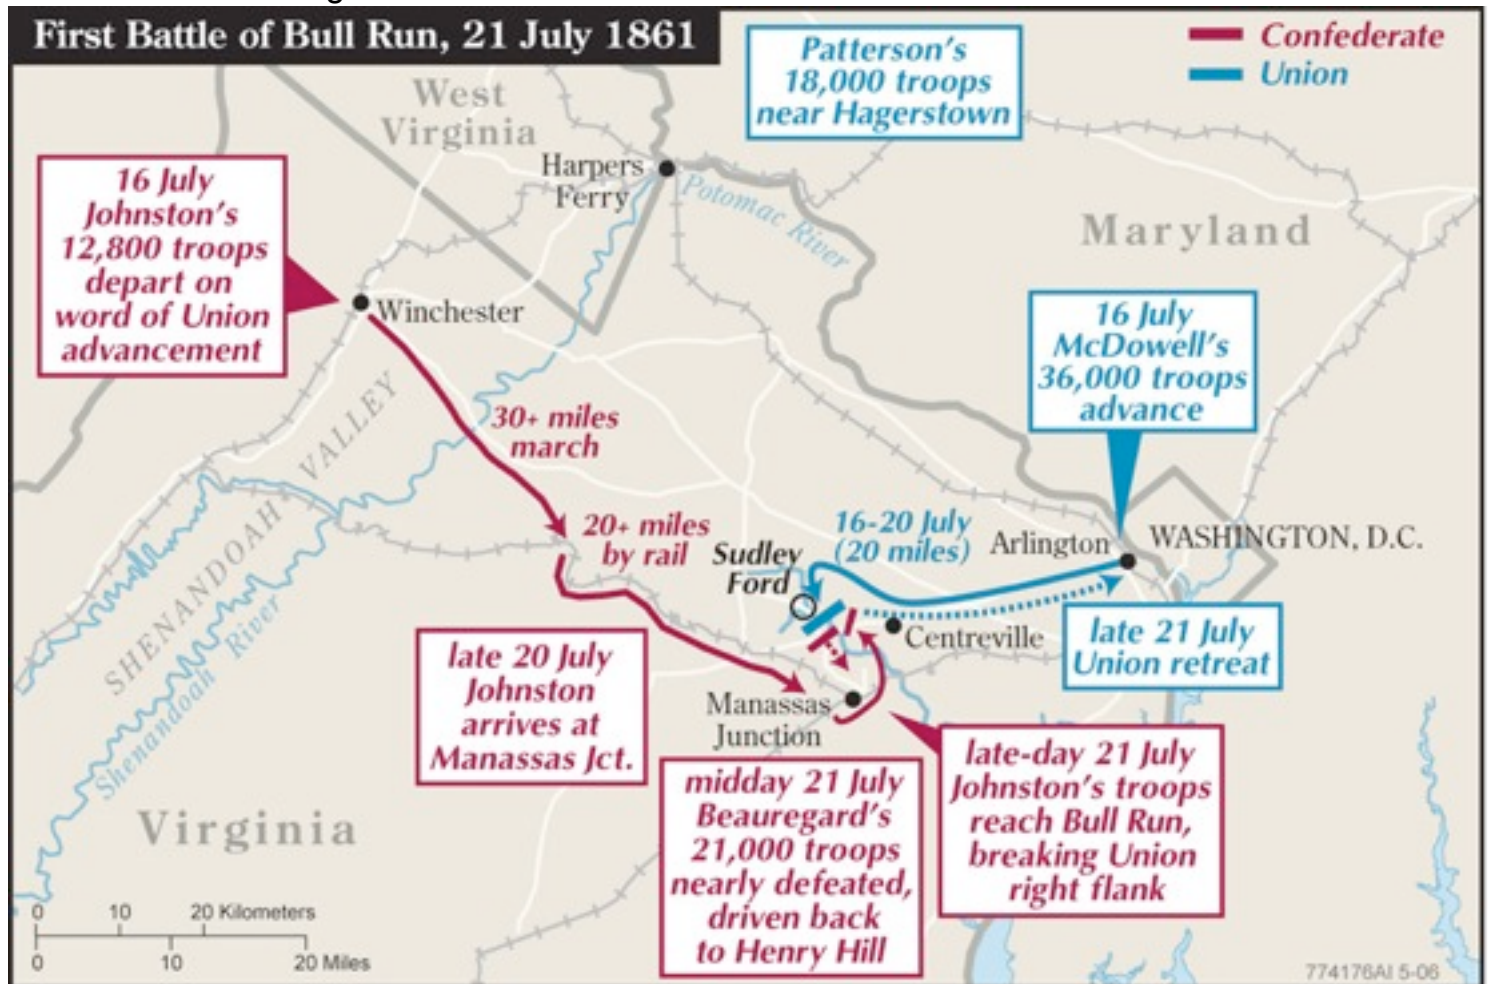 First Battle of Bull Run, 21 July 1861
Confederate
Union
Patterson's
18,000 troops
near Hagerstown
West
Virginia
Harpers
Ferry
Potomac River
Maryland
16 July
Johnston's
12,800 troops
depart on
word of Union
advancement
Winchester
16 July
McDowell's
36,000 troops
advance
30+ miles
march
SHENANDOAH VALLEY
20+ miles
by rail
Sudley
Ford
16-20 July
(20 miles)
Arlington
WASHINGTON, D.C.
Centreville
late 21 July
Union retreat
Shenandoah River
late 20 July
Johnston
arrives at
Manassas Jct.
Manassas
Junction
midday 21 July
Beauregard's
21,000 troops
nearly defeated,
driven back
to Henry Hill
late-day 21 July
Johnston's troops
reach Bull Run,
breaking Union
right flank
Virginia
0 10 20 Kilometers
0 10 20 Miles
774176AI 5-06